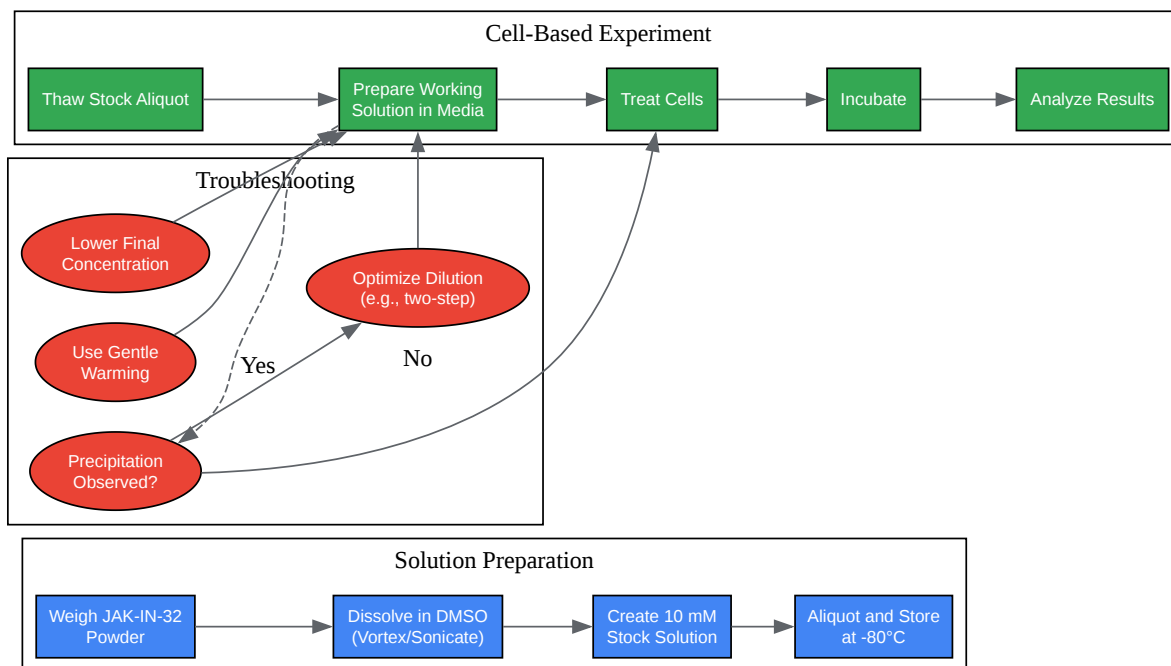 Cell-Based Experiment
Thaw Stock Aliquot
Prepare Working
Solution in Media
Treat Cells
Incubate
Analyze Results
Troubleshooting
Lower Final
Concentration
Optimize Dilution
(e.g., two-step)
Use Gentle
Warming
Yes
No
Precipitation
Observed?
Solution Preparation
Weigh JAK-IN-32
Powder
Dissolve in DMSO
(Vortex/Sonicate)
Create 10 mM
Stock Solution
Aliquot and Store
at -80°C